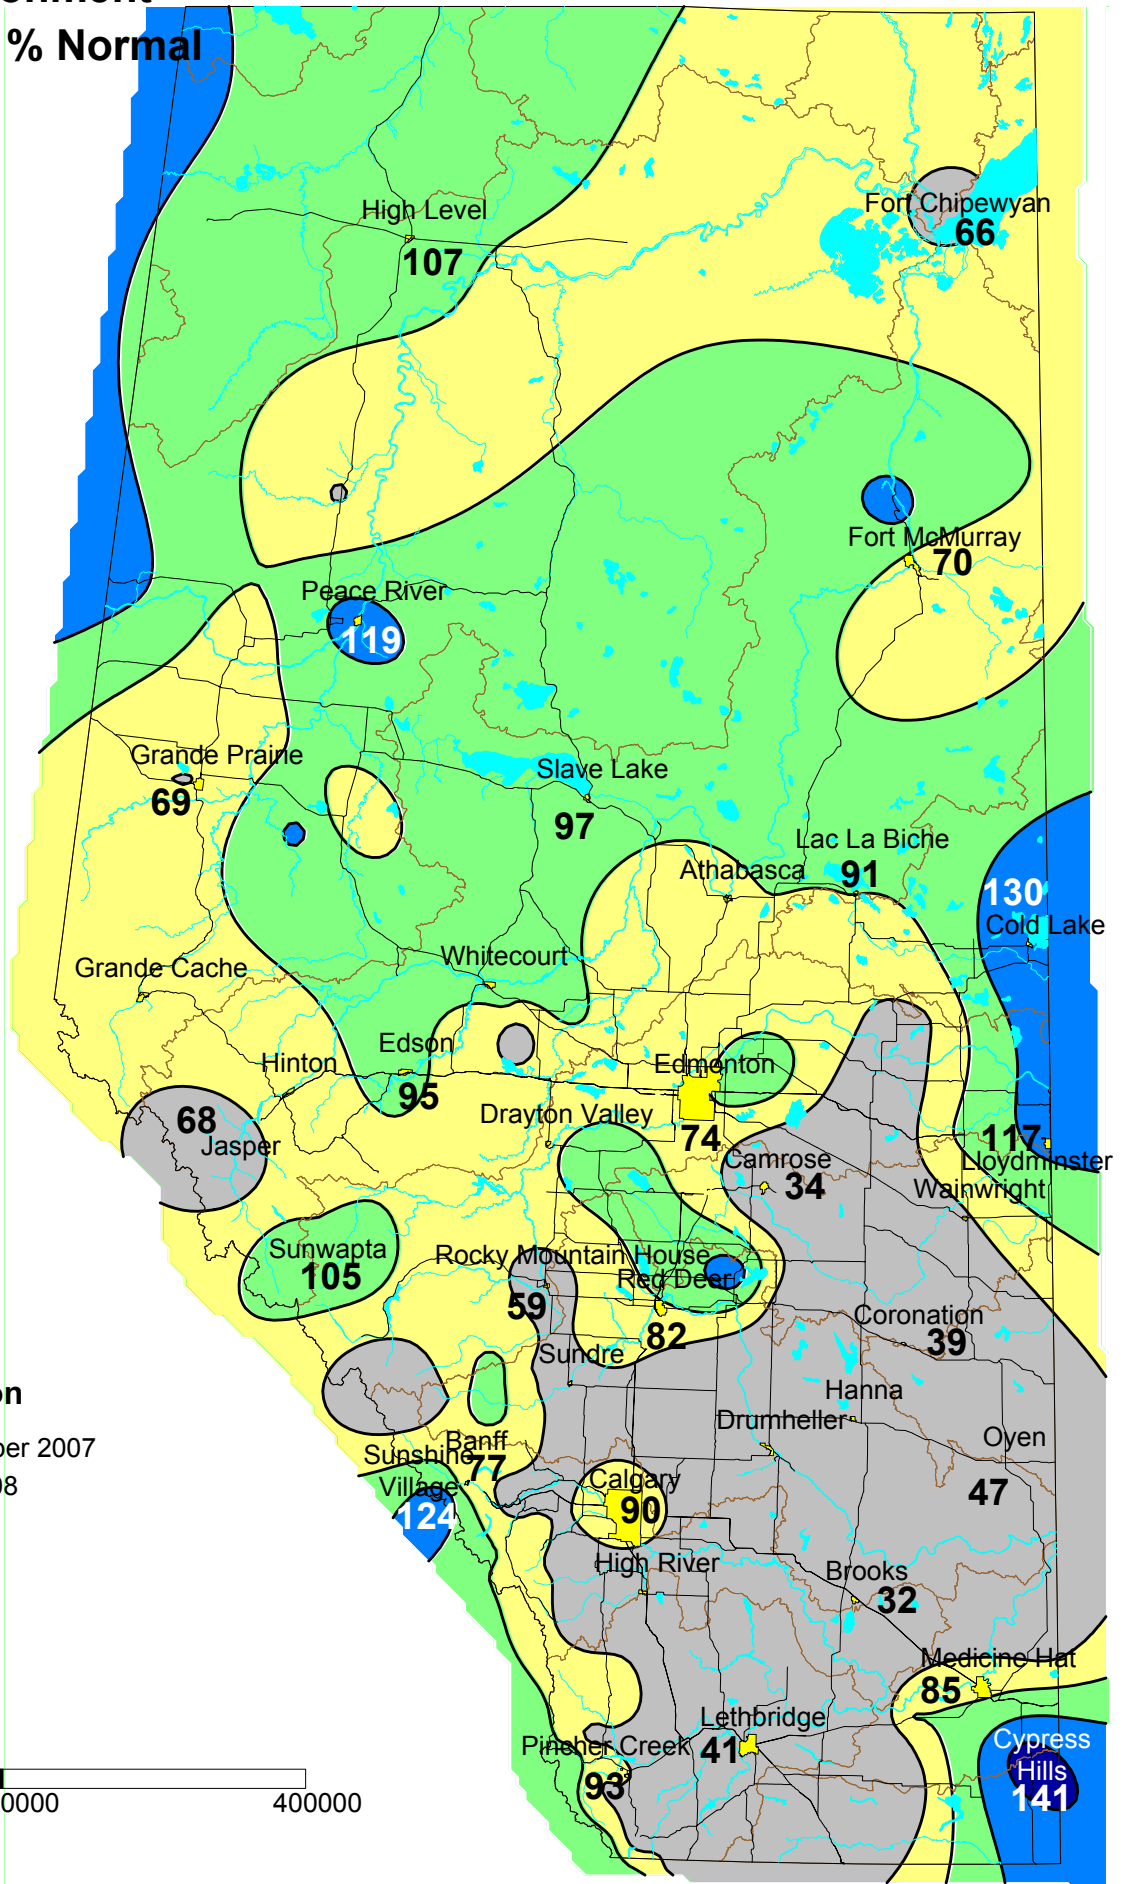 % Normal
High Level
107
Fort Chipewyan
66
Fort McMurray
70
Peace River
119
Grande Prairie
69
Slave Lake
97
Lac La Biche
91
Athabasca
130
Cold Lake
Whitecourt
Grande Cache
Edson
95
Hinton
Edmonton
74
Drayton Valley
68
Jasper
Camrose
34
117
Lloydminster
Wainwright
Sunwapta
105
Rocky Mountain House
59
Red Deer
82
Sundre
Coronation
39
Hanna
Drumheller
Oyen
47
Banff
77
Sunshine
Village
124
Calgary
90
High River
Brooks
32
Medicine Hat
85
Lethbridge
41
Pincher Creek
93
Cypress
Hills
141
2007
400000